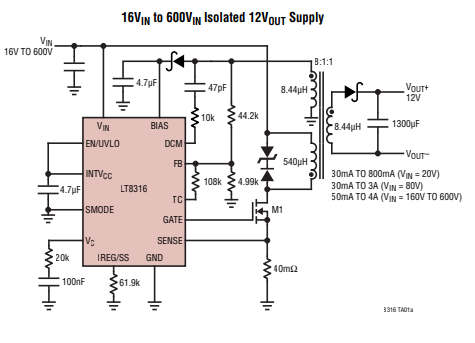 16VIN to 600VIN Isolated 12VOUT Supply
VIN
16V TO 600V
8:1:1
4.7μF
47pF
8.44μH
VOUT+
12V
10k
44.2k
8.44μH
1300μF
VIN
BIAS
EN/UVLO
DCM
VOUT–
FB
540μH
INTVCC
30mA TO 800mA (VIN = 20V)
4.7μF
LT8316
108k
4.99k
30mA TO 3A (VIN = 80V)
TC
50mA TO 4A (VIN = 160V TO 600V)
SMODE
GATE
M1
VC
SENSE
20k
IREG/SS
GND
40mΩ
100nF
61.9k
8316 TA01a